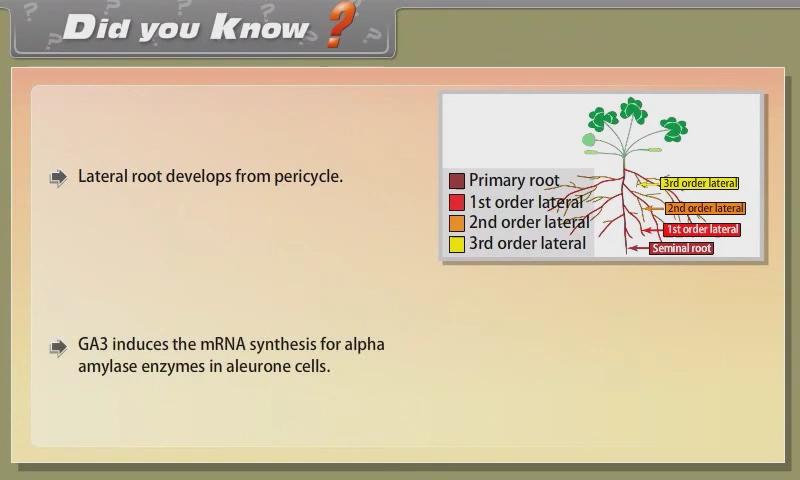 Did you Know ?
Lateral root develops from pericycle.
Primary root
1st order lateral
2nd order lateral
3rd order lateral
3rd order lateral
2nd order lateral
1st order lateral
Seminal root
GA3 induces the mRNA synthesis for alpha
amylase enzymes in aleurone cells.